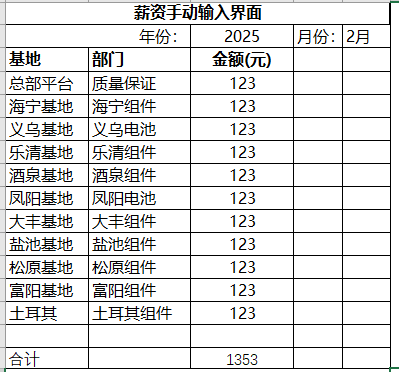 薪资手动输入界面
年份： 2025 月份： 2月
基地 部门 金额(元)
总部平台 质量保证 123
海宁基地 海宁组件 123
义乌基地 义乌电池 123
乐清基地 乐清组件 123
酒泉基地 酒泉组件 123
凤阳基地 凤阳电池 123
大丰基地 大丰组件 123
盐池基地 盐池组件 123
松原基地 松原组件 123
富阳基地 富阳组件 123
土耳其 土耳其组件 123
合计 1353